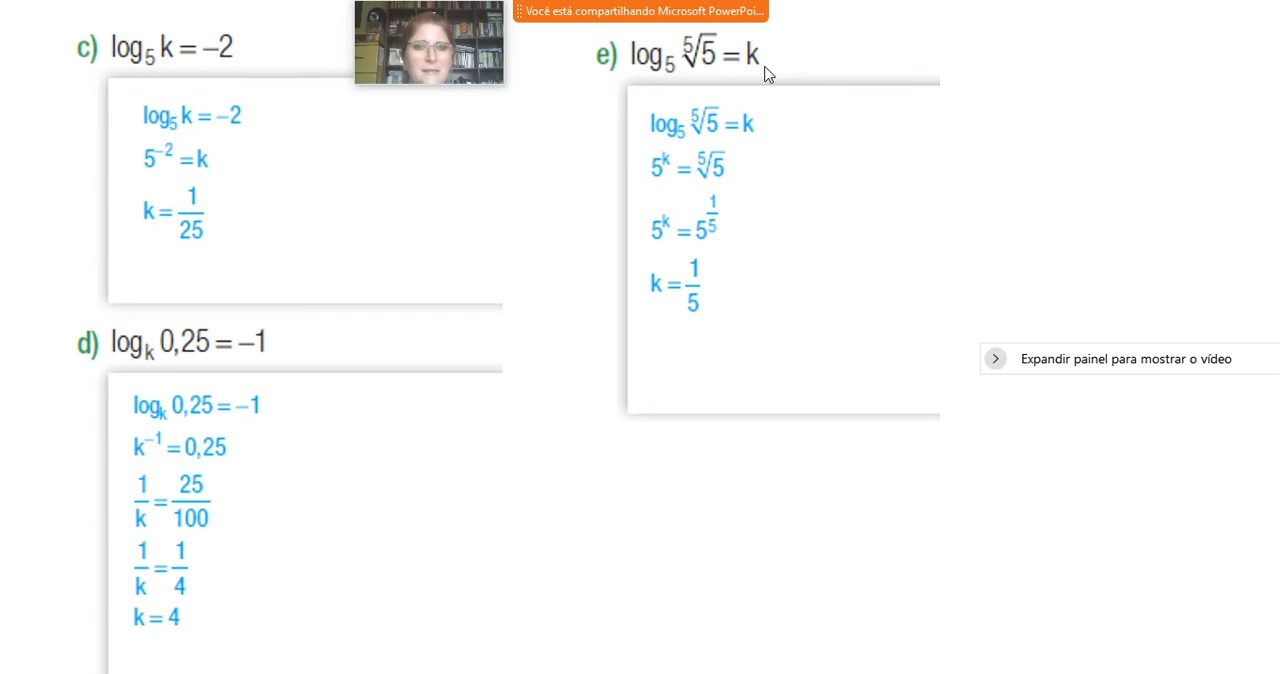 Você está compartilhando Microsoft PowerPoi...
c) log₅ k = –2
log₅ k = –2
5⁻² = k
k = 1/25
d) logₖ 0,25 = –1
logₖ 0,25 = –1
k⁻¹ = 0,25
1/k = 25/100
1/k = 1/4
k = 4
e) log₅ ⁵√5 = k
log₅ ⁵√5 = k
5ᵏ = ⁵√5
5ᵏ = 5^(1/5)
k = 1/5
Expandir painel para mostrar o vídeo